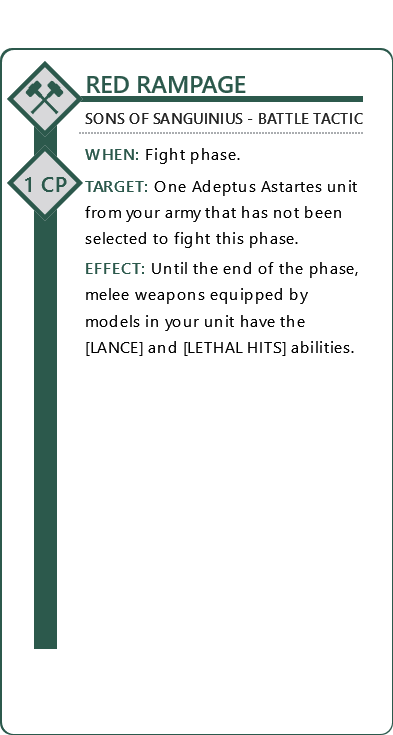 RED RAMPAGE
SONS OF SANGUINIUS - BATTLE TACTIC
WHEN: Fight phase.
1 CP
TARGET: One Adeptus Astartes unit
from your army that has not been
selected to fight this phase.
EFFECT: Until the end of the phase,
melee weapons equipped by
models in your unit have the
[LANCE] and [LETHAL HITS] abilities.